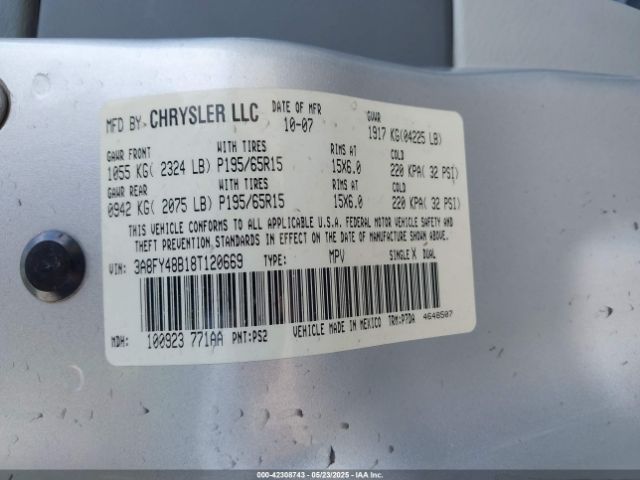 MFD BY CHRYSLER LLC DATE OF MFR 10-07 GVWR 1917 KG(04225 LB)
GAWR FRONT WITH TIRES RIMS AT COLD
1055 KG( 2324 LB) P195/65R15 15X6.0 220 KPA( 32 PSI)
GAWR REAR WITH TIRES RIMS AT COLD
0942 KG( 2075 LB) P195/65R15 15X6.0 220 KPA( 32 PSI)
THIS VEHICLE CONFORMS TO ALL APPLICABLE U.S.A. FEDERAL MOTOR VEHICLE SAFETY AND
THEFT PREVENTION STANDARDS IN EFFECT ON THE DATE OF MANUFACTURE SHOWN ABOVE.
VIN: 3A8FY48B18T120669 TYPE: MPV SINGLE X DUAL
MDH: 100923 771AA PNT:PS2 VEHICLE MADE IN MEXICO TRM:P7DA 4648507
000-42308743 - 05/23/2025 - IAAI Inc.